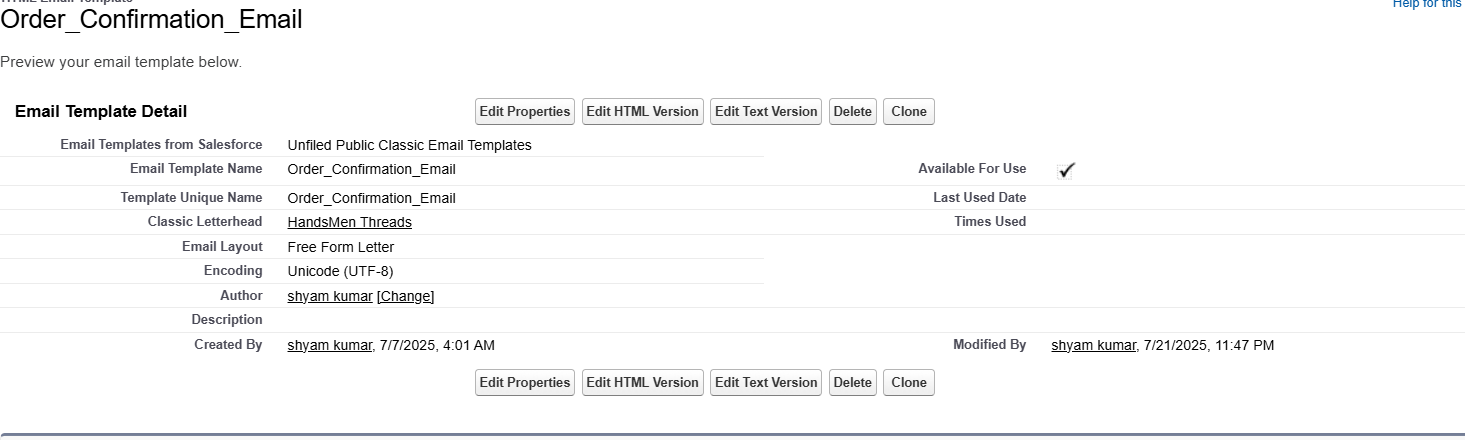 HTML Email Template
Help for this
Order_Confirmation_Email
Preview your email template below.
Email Template Detail
Edit Properties Edit HTML Version Edit Text Version Delete Clone
Email Templates from Salesforce Unfiled Public Classic Email Templates
Email Template Name Order_Confirmation_Email Available For Use
Template Unique Name Order_Confirmation_Email Last Used Date
Classic Letterhead HandsMen Threads Times Used
Email Layout Free Form Letter
Encoding Unicode (UTF-8)
Author shyam kumar [Change]
Description
Created By shyam kumar, 7/7/2025, 4:01 AM Modified By shyam kumar, 7/21/2025, 11:47 PM
Edit Properties Edit HTML Version Edit Text Version Delete Clone